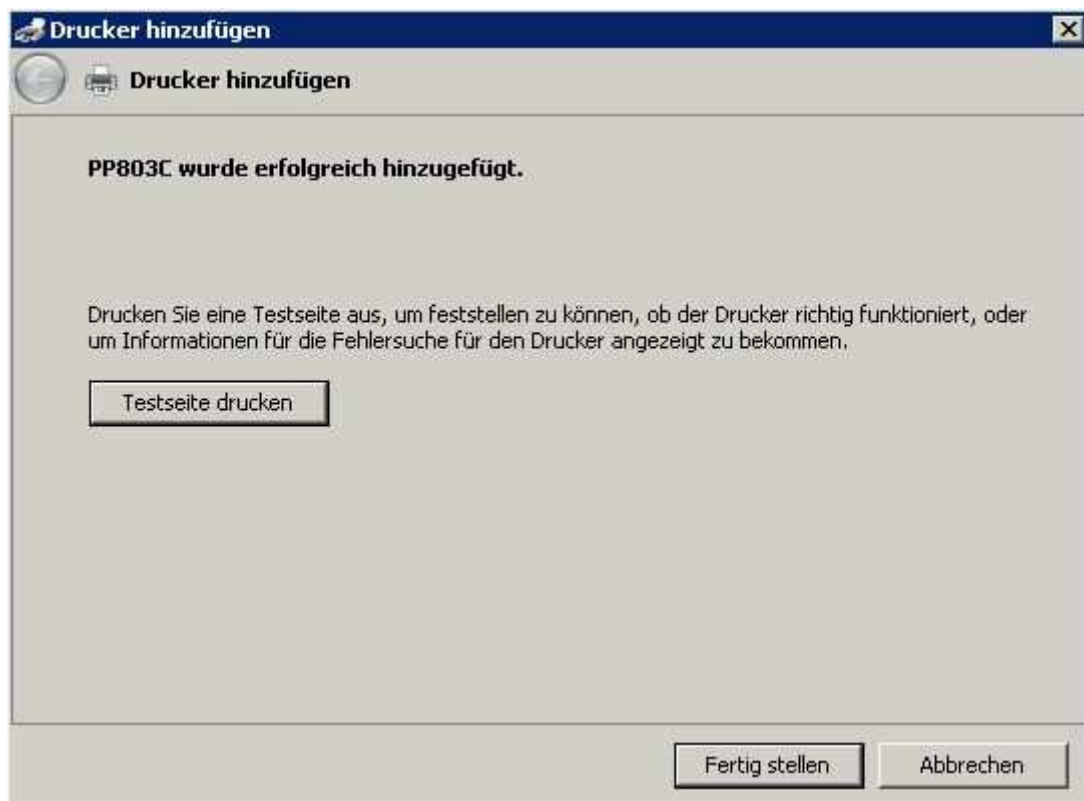 Drucker hinzufügen
Drucker hinzufügen
PP803C wurde erfolgreich hinzugefügt.
Drucken Sie eine Testseite aus, um feststellen zu können, ob der Drucker richtig funktioniert, oder
um Informationen für die Fehlersuche für den Drucker angezeigt zu bekommen.
Testseite drucken
Fertig stellen
Abbrechen